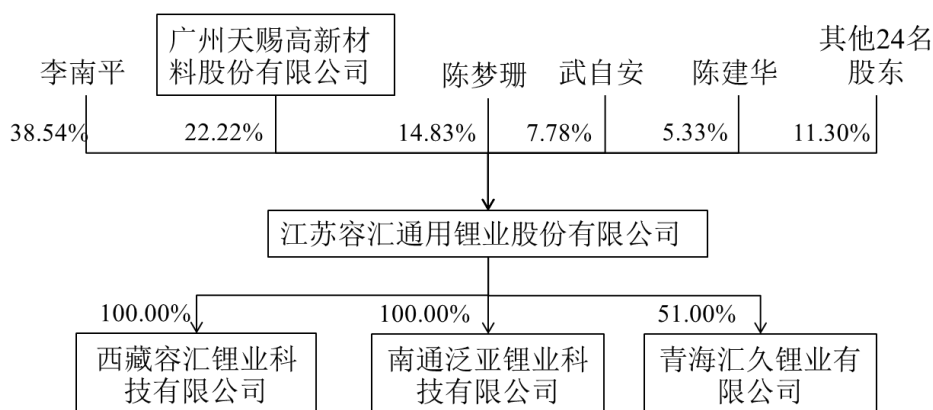 李南平
广州天赐高新材
料股份有限公司
陈梦珊
武自安
陈建华
其他24名
股东
38.54%
22.22%
14.83%
7.78%
5.33%
11.30%
江苏容汇通用锂业股份有限公司
100.00%
100.00%
51.00%
西藏容汇锂业科
技有限公司
南通泛亚锂业科
技有限公司
青海汇久锂业有
限公司